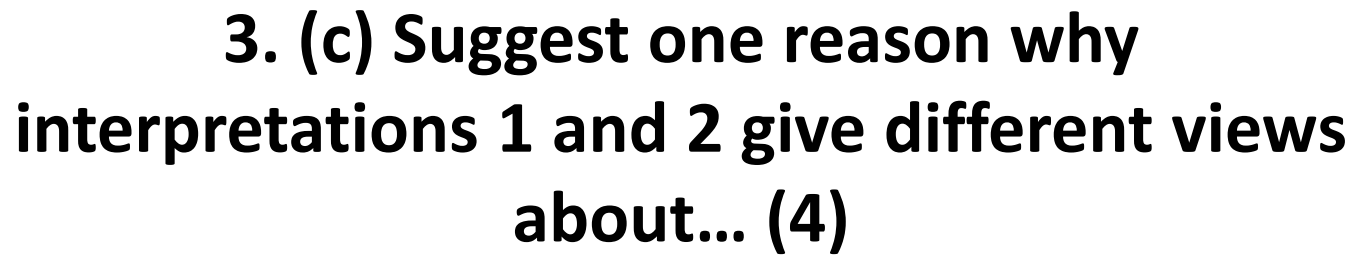 3. (c) Suggest one reason why
interpretations 1 and 2 give different views
about... (4)